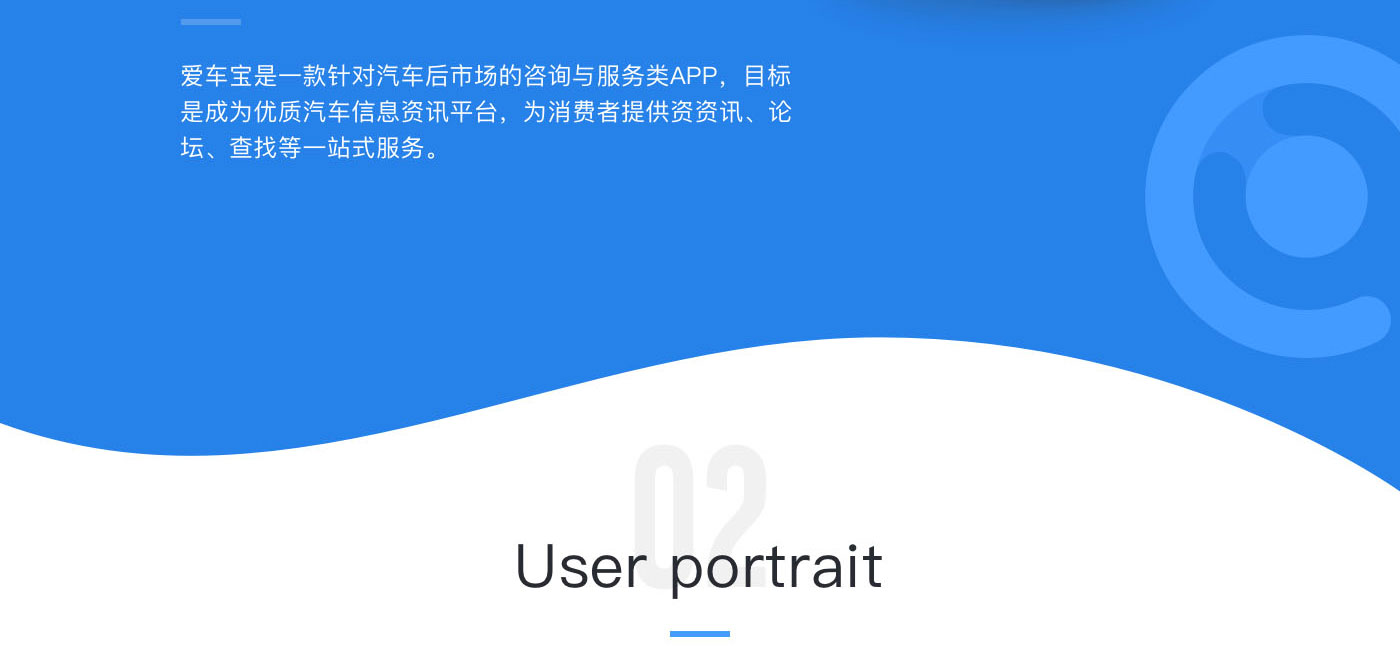 爱车宝是一款针对汽车后市场的咨询与服务类APP，目标
是成为优质汽车信息资讯平台，为消费者提供资资讯、论
坛、查找等一站式服务。
02
User portrait